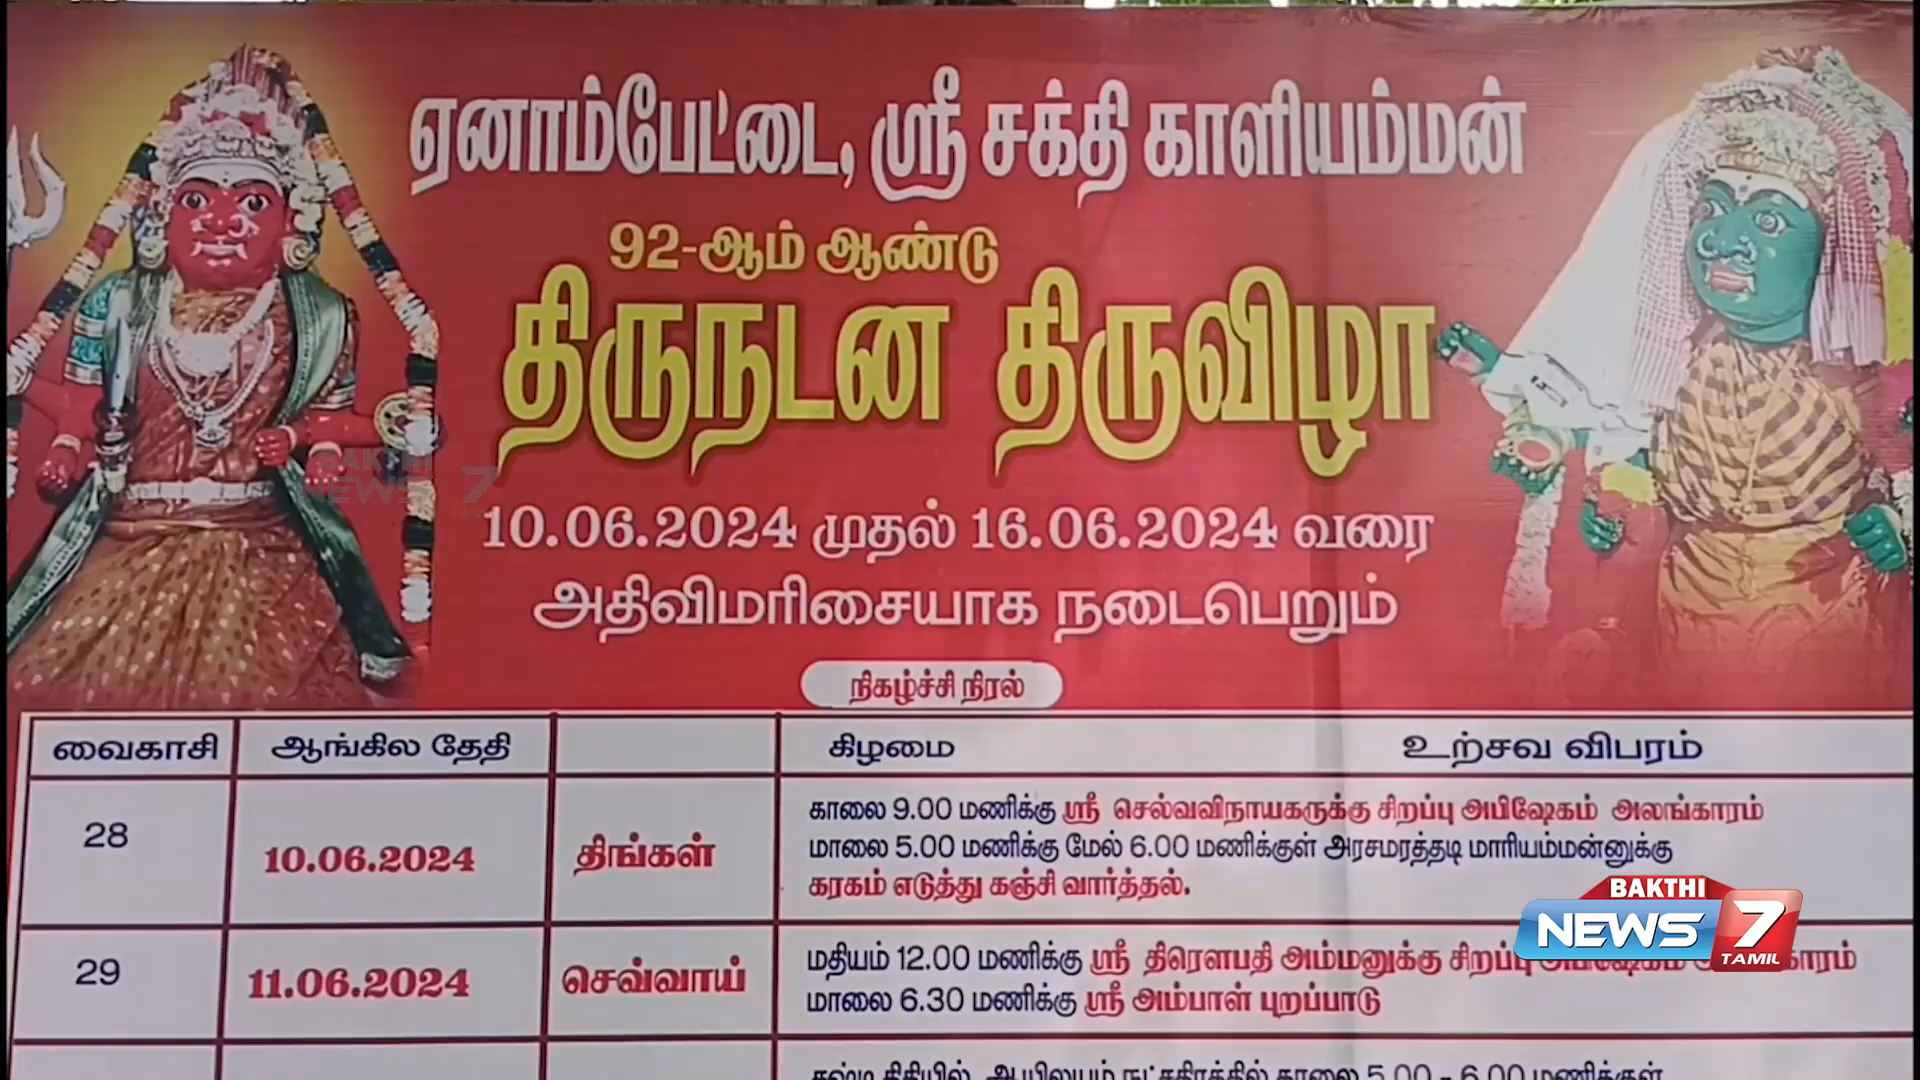 ஏனாம்பேட்டை, ஸ்ரீ சக்தி காளியம்மன்
92-ஆம் ஆண்டு
திருநடன திருவிழா
10.06.2024 முதல் 16.06.2024 வரை
அதிவிமரிசையாக நடைபெறும்
நிகழ்ச்சி நிரல்
வைகாசி ஆங்கில தேதி கிழமை உற்சவ விபரம்
28 10.06.2024 திங்கள்
காலை 9.00 மணிக்கு ஸ்ரீ செல்வவிநாயகருக்கு சிறப்பு அபிஷேகம் அலங்காரம்
மாலை 5.00 மணிக்கு மேல் 6.00 மணிக்குள் அரசமரத்தடி மாரியம்மன்னுக்கு
கரகம் எடுத்து கஞ்சி வார்த்தல்.
29 11.06.2024 செவ்வாய்
மதியம் 12.00 மணிக்கு ஸ்ரீ திரௌபதி அம்மனுக்கு சிறப்பு
மாலை 6.30 மணிக்கு ஸ்ரீ அம்பாள் புறப்பாடு
BAKTHI
NEWS 7
TAMIL
BAKTHI
NEWS 7